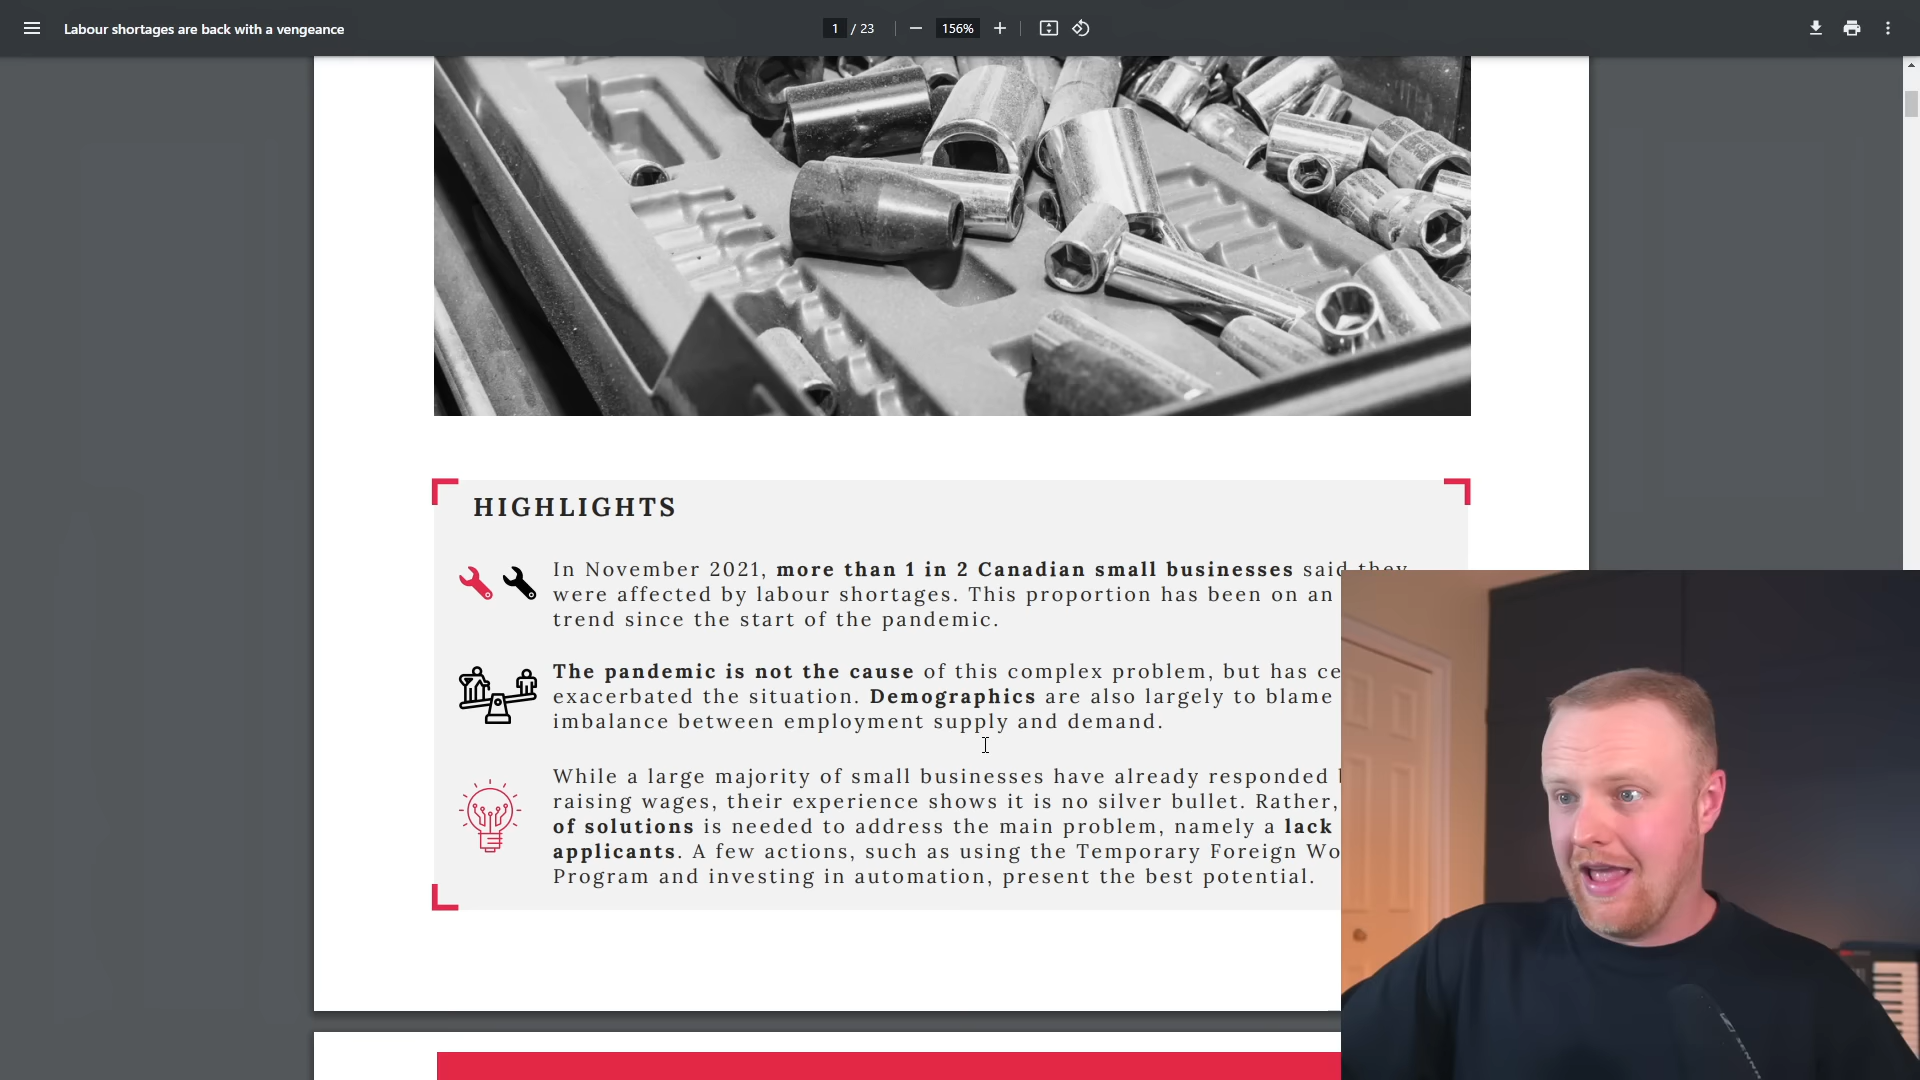 Labour shortages are back with a vengeance
1 / 23
156%
HIGHLIGHTS
In November 2021, more than 1 in 2 Canadian small businesses said they
were affected by labour shortages. This proportion has been on an
trend since the start of the pandemic.
The pandemic is not the cause of this complex problem, but has ce
exacerbated the situation. Demographics are also largely to blame
imbalance between employment supply and demand.
While a large majority of small businesses have already responded
raising wages, their experience shows it is no silver bullet. Rather,
of solutions is needed to address the main problem, namely a lack
applicants. A few actions, such as using the Temporary Foreign Wo
Program and investing in automation, present the best potential.